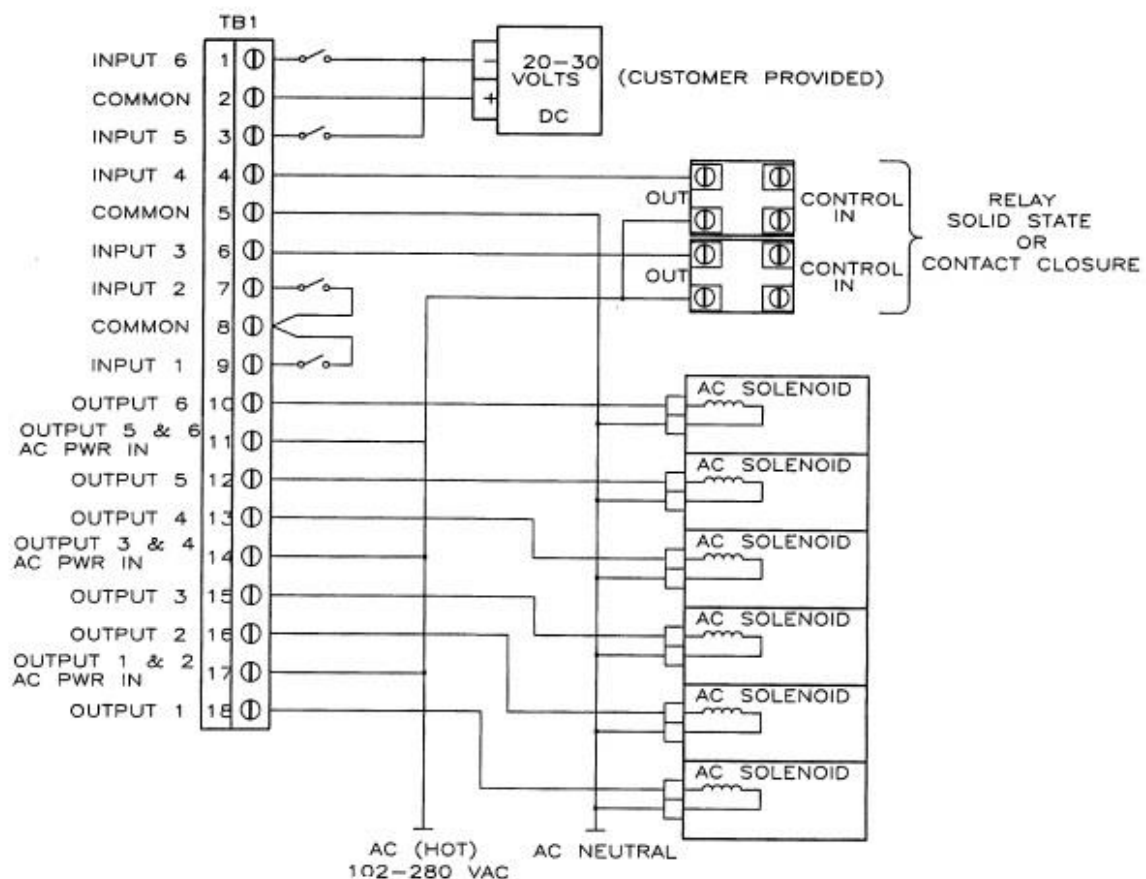 TB1
INPUT 6 1
COMMON 2
INPUT 5 3
INPUT 4 4
COMMON 5
INPUT 3 6
INPUT 2 7
COMMON 8
INPUT 1 9
OUTPUT 6 10
OUTPUT 5 & 6
AC PWR IN 11
OUTPUT 5 12
OUTPUT 4 13
OUTPUT 3 & 4
AC PWR IN 14
OUTPUT 3 15
OUTPUT 2 16
OUTPUT 1 & 2
AC PWR IN 17
OUTPUT 1 18
-
+
20-30
VOLTS
DC
(CUSTOMER PROVIDED)
OUT
CONTROL
IN
OUT
CONTROL
IN
RELAY
SOLID STATE
OR
CONTACT CLOSURE
AC SOLENOID
AC SOLENOID
AC SOLENOID
AC SOLENOID
AC SOLENOID
AC SOLENOID
AC (HOT)
102-280 VAC
AC NEUTRAL